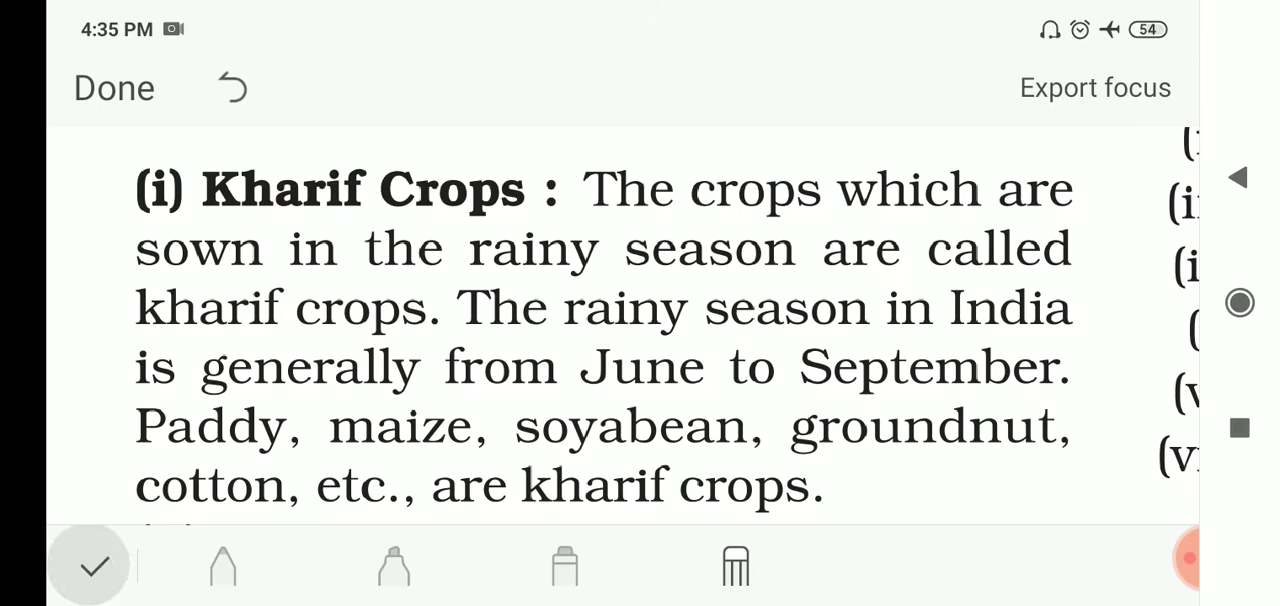 4:35 PM
54
Done
Export focus
(i) Kharif Crops : The crops which are
sown in the rainy season are called
kharif crops. The rainy season in India
is generally from June to September.
Paddy, maize, soyabean, groundnut,
cotton, etc., are kharif crops.